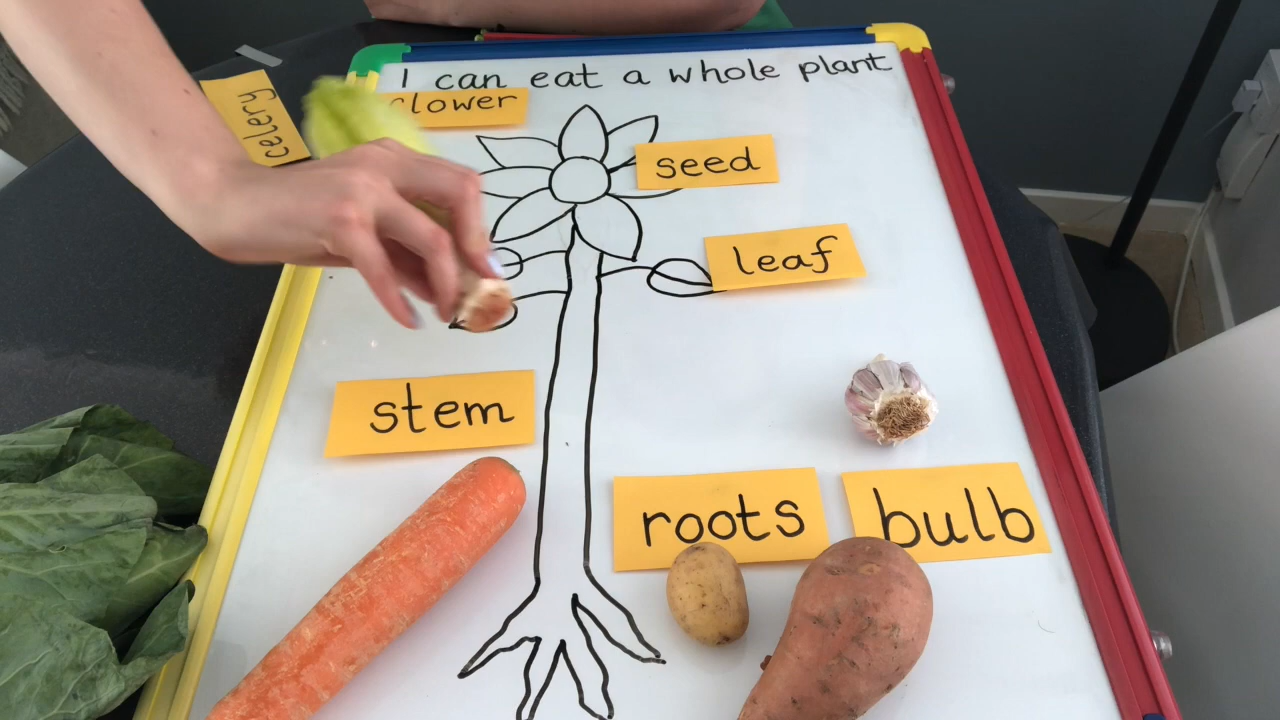 I can eat a whole plant
flower
celery
seed
leaf
stem
roots
bulb